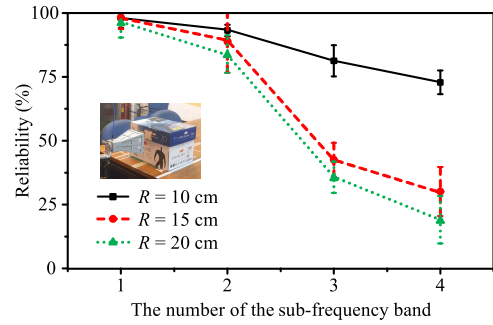 100
75
50
25
0
Reliability (%)
R = 10 cm
R = 15 cm
R = 20 cm
1 2 3 4
The number of the sub-frequency band